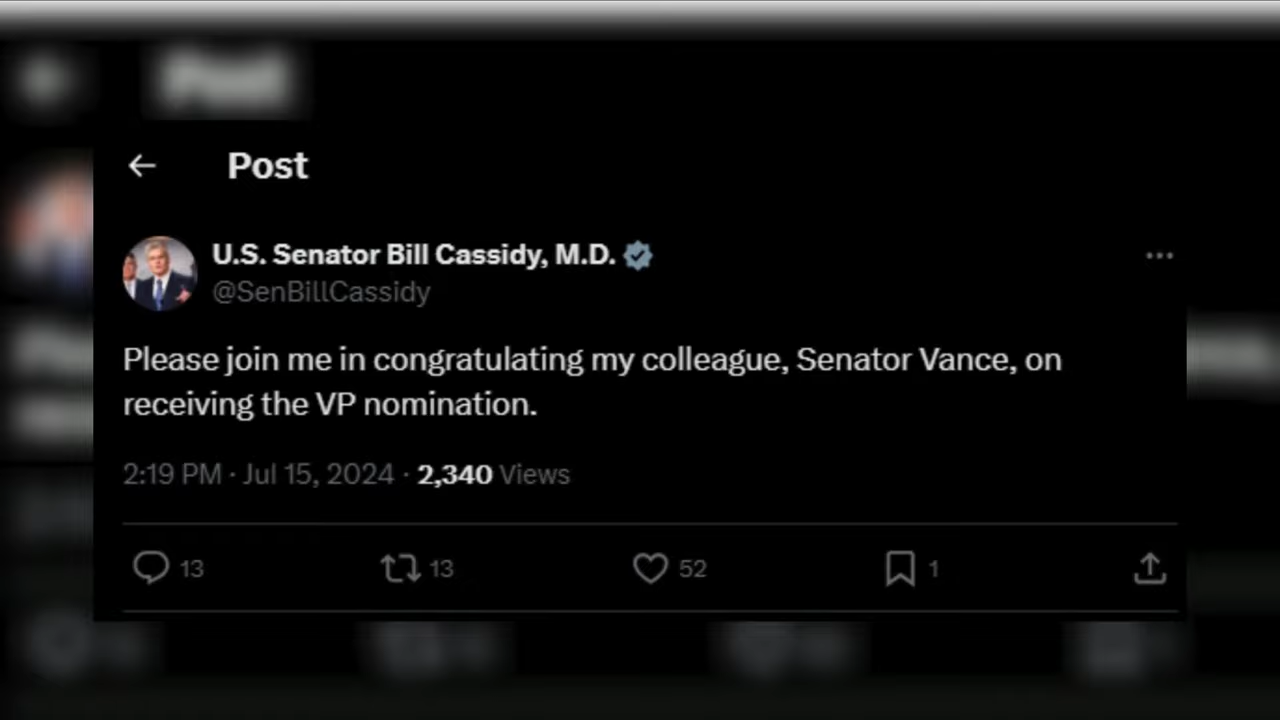 Post
U.S. Senator Bill Cassidy, M.D.
@SenBillCassidy
Please join me in congratulating my colleague, Senator Vance, on
receiving the VP nomination.
2:19 PM · Jul 15, 2024 · 2,340 Views
13 13 52 1